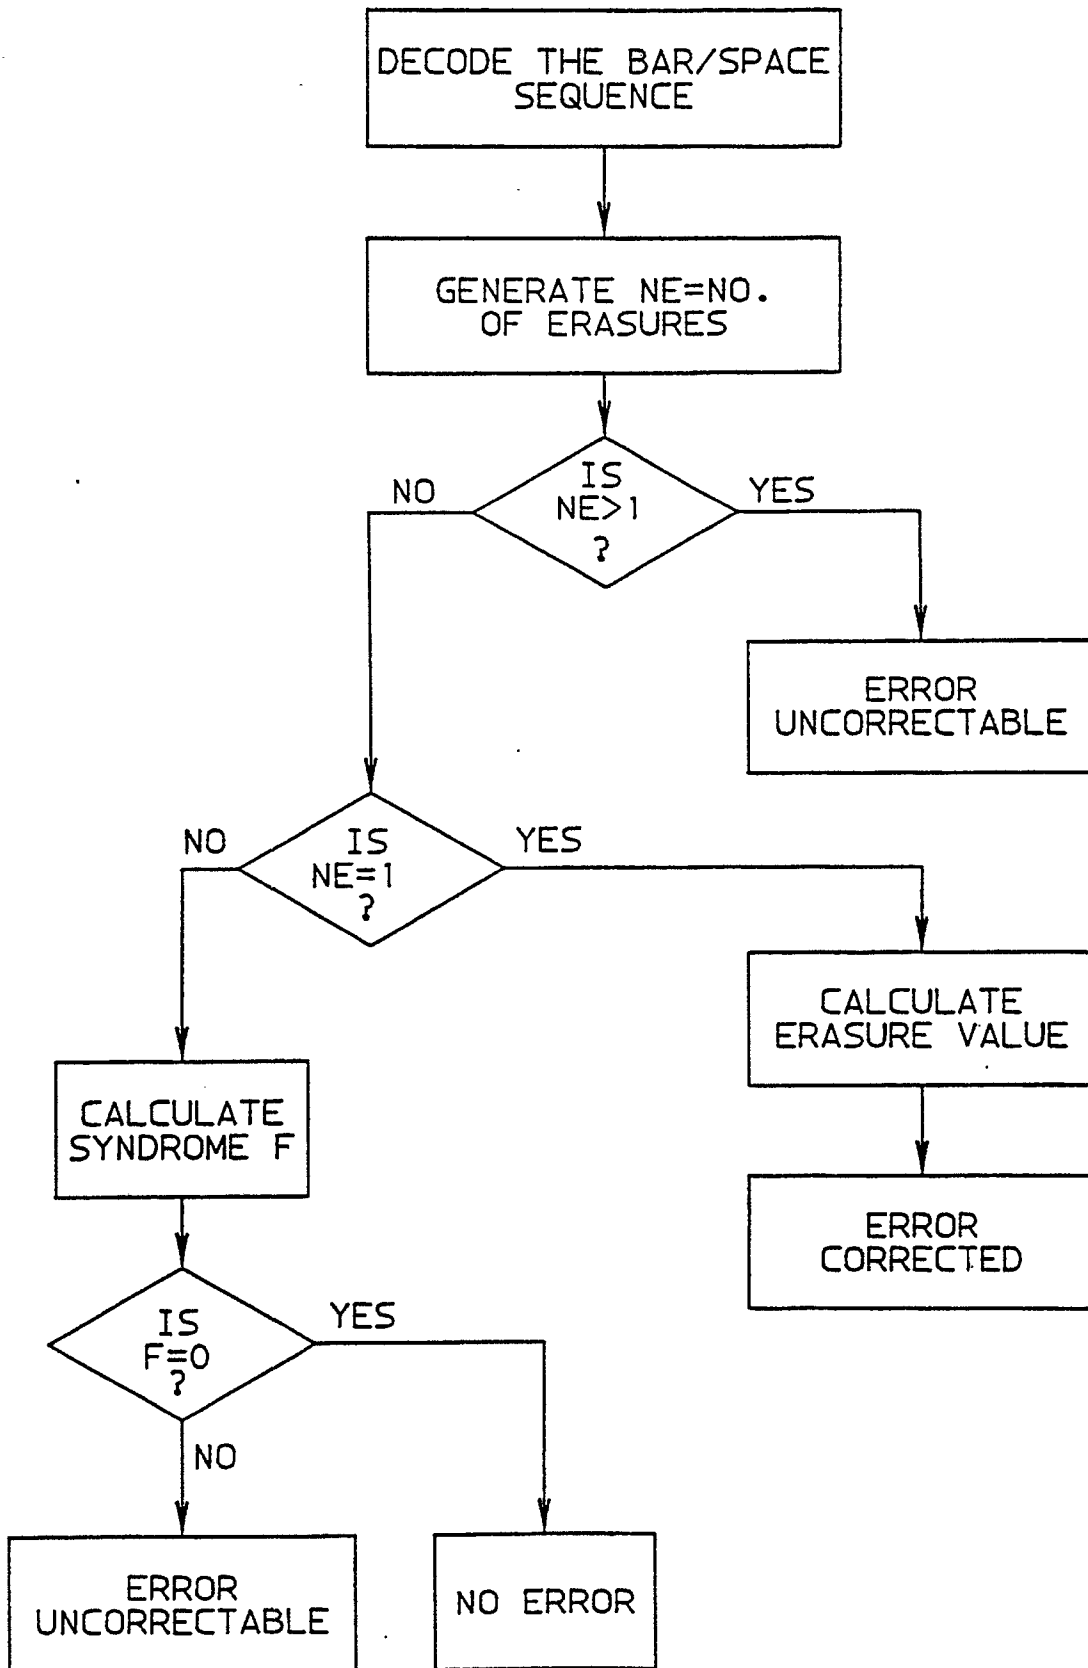 DECODE THE BAR/SPACE
SEQUENCE
GENERATE NE=NO.
OF ERASURES
IS
NE>1
?
NO
YES
ERROR
UNCORRECTABLE
IS
NE=1
?
NO
YES
CALCULATE
ERASURE VALUE
ERROR
CORRECTED
CALCULATE
SYNDROME F
IS
F=0
?
YES
NO
ERROR
UNCORRECTABLE
NO ERROR